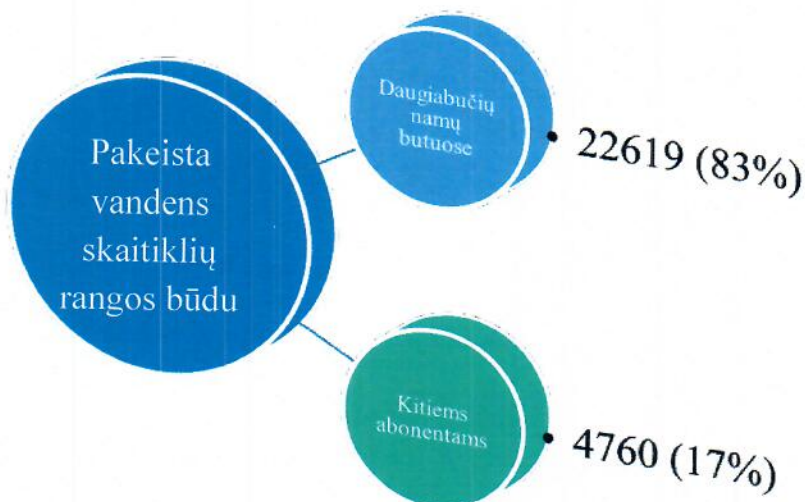 Pakeista
vandens
skaitiklių
rangos būdu
Daugiabučių
namų
butuose
• 22619 (83%)
Kitiems
abonentams
• 4760 (17%)